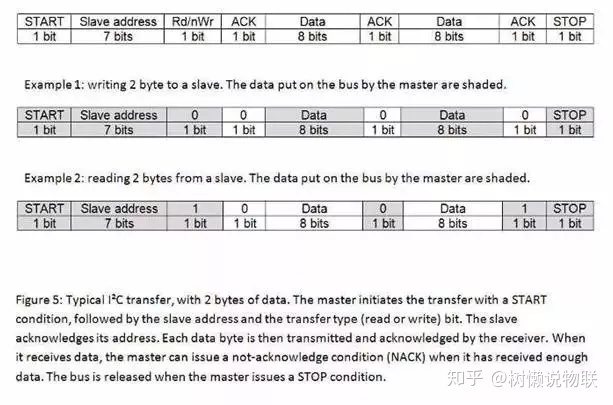 START Slave address Rd/nWr ACK Data ACK Data ACK STOP
1 bit 7 bits 1 bit 1 bit 8 bits 1 bit 8 bits 1 bit 1 bit
Example 1: writing 2 byte to a slave. The data put on the bus by the master are shaded.
START Slave address 0 0 Data 0 Data 0 STOP
1 bit 7 bits 1 bit 1 bit 8 bits 1 bit 8 bits 1 bit 1 bit
Example 2: reading 2 bytes from a slave. The data put on the bus by the master are shaded.
START Slave address 1 0 Data 0 Data 1 STOP
1 bit 7 bits 1 bit 1 bit 8 bits 1 bit 8 bits 1 bit 1 bit
Figure 5: Typical I²C transfer, with 2 bytes of data. The master initiates the transfer with a START
condition, followed by the slave address and the transfer type (read or write) bit. The slave
acknowledges its address. Each data byte is then transmitted and acknowledged by the receiver. When
it receives data, the master can issue a not-acknowledge condition (NACK) when it has received enough
data. The bus is released when the master issues a STOP condition.
知乎 @树懒说物联